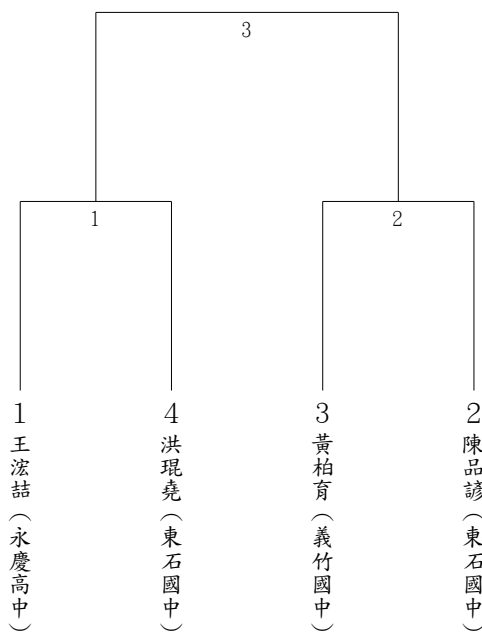 3
1
2
1 王浤喆（永慶高中）
4 洪琨堯（東石國中）
3 黃柏育（義竹國中）
2 陳品諺（東石國中）